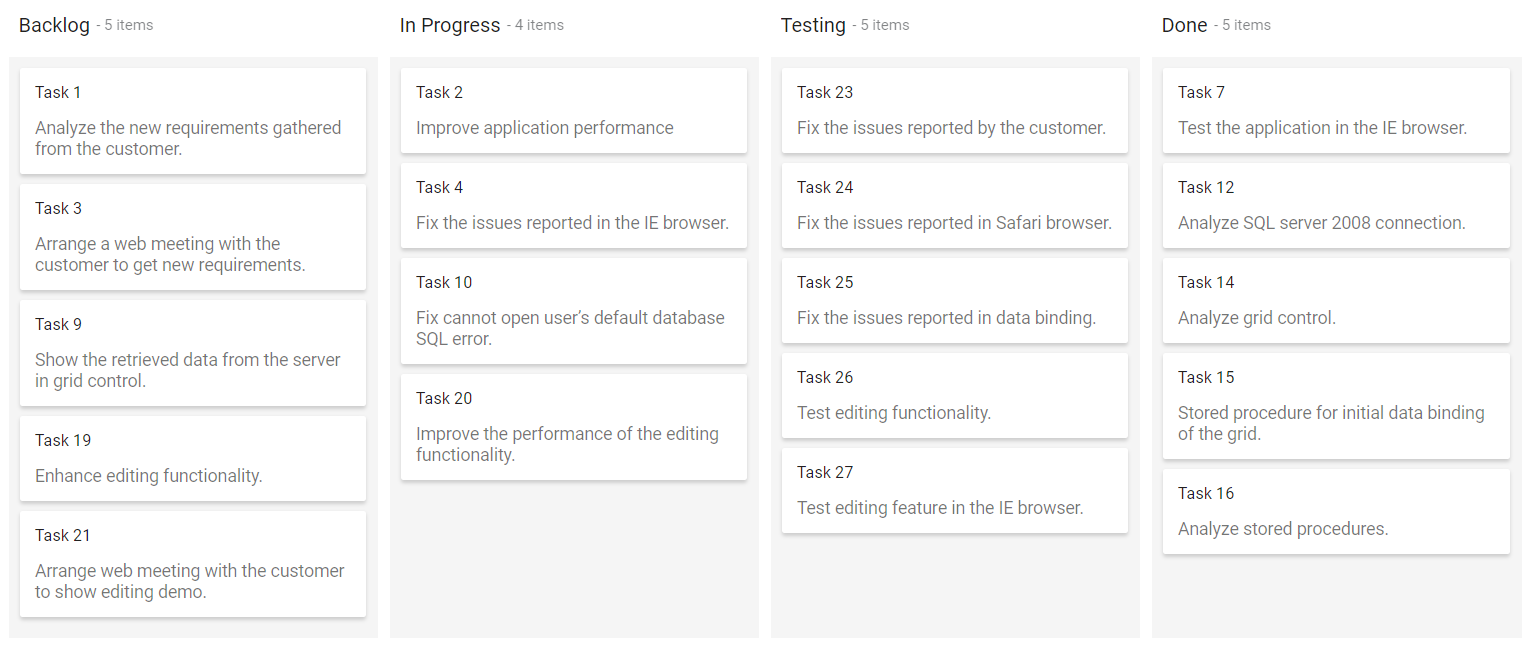 Backlog - 5 items
Task 1
Analyze the new requirements gathered
from the customer.
Task 3
Arrange a web meeting with the
customer to get new requirements.
Task 9
Show the retrieved data from the server
in grid control.
Task 19
Enhance editing functionality.
Task 21
Arrange web meeting with the customer
to show editing demo.
In Progress - 4 items
Task 2
Improve application performance
Task 4
Fix the issues reported in the IE browser.
Task 10
Fix cannot open user’s default database
SQL error.
Task 20
Improve the performance of the editing
functionality.
Testing - 5 items
Task 23
Fix the issues reported by the customer.
Task 24
Fix the issues reported in Safari browser.
Task 25
Fix the issues reported in data binding.
Task 26
Test editing functionality.
Task 27
Test editing feature in the IE browser.
Done - 5 items
Task 7
Test the application in the IE browser.
Task 12
Analyze SQL server 2008 connection.
Task 14
Analyze grid control.
Task 15
Stored procedure for initial data binding
of the grid.
Task 16
Analyze stored procedures.